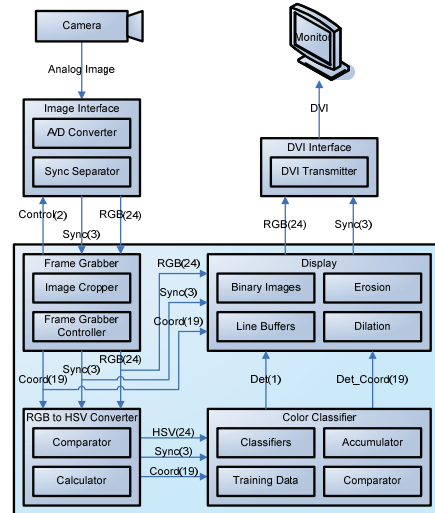 Camera
Monitor
Analog Image
DVI
Image Interface
A/D Converter
Sync Separator
DVI Interface
DVI Transmitter
Control(2)
Sync(3)
RGB(24)
RGB(24)
Sync(3)
Frame Grabber
Image Cropper
Frame Grabber
Controller
RGB(24)
Sync(3)
Coord(19)
Display
Binary Images
Erosion
Line Buffers
Dilation
Coord(19)
Sync(3)
RGB(24)
Det(1)
Det_Coord(19)
RGB to HSV Converter
Comparator
Calculator
HSV(24)
Sync(3)
Coord(19)
Color Classifier
Classifiers
Accumulator
Training Data
Comparator